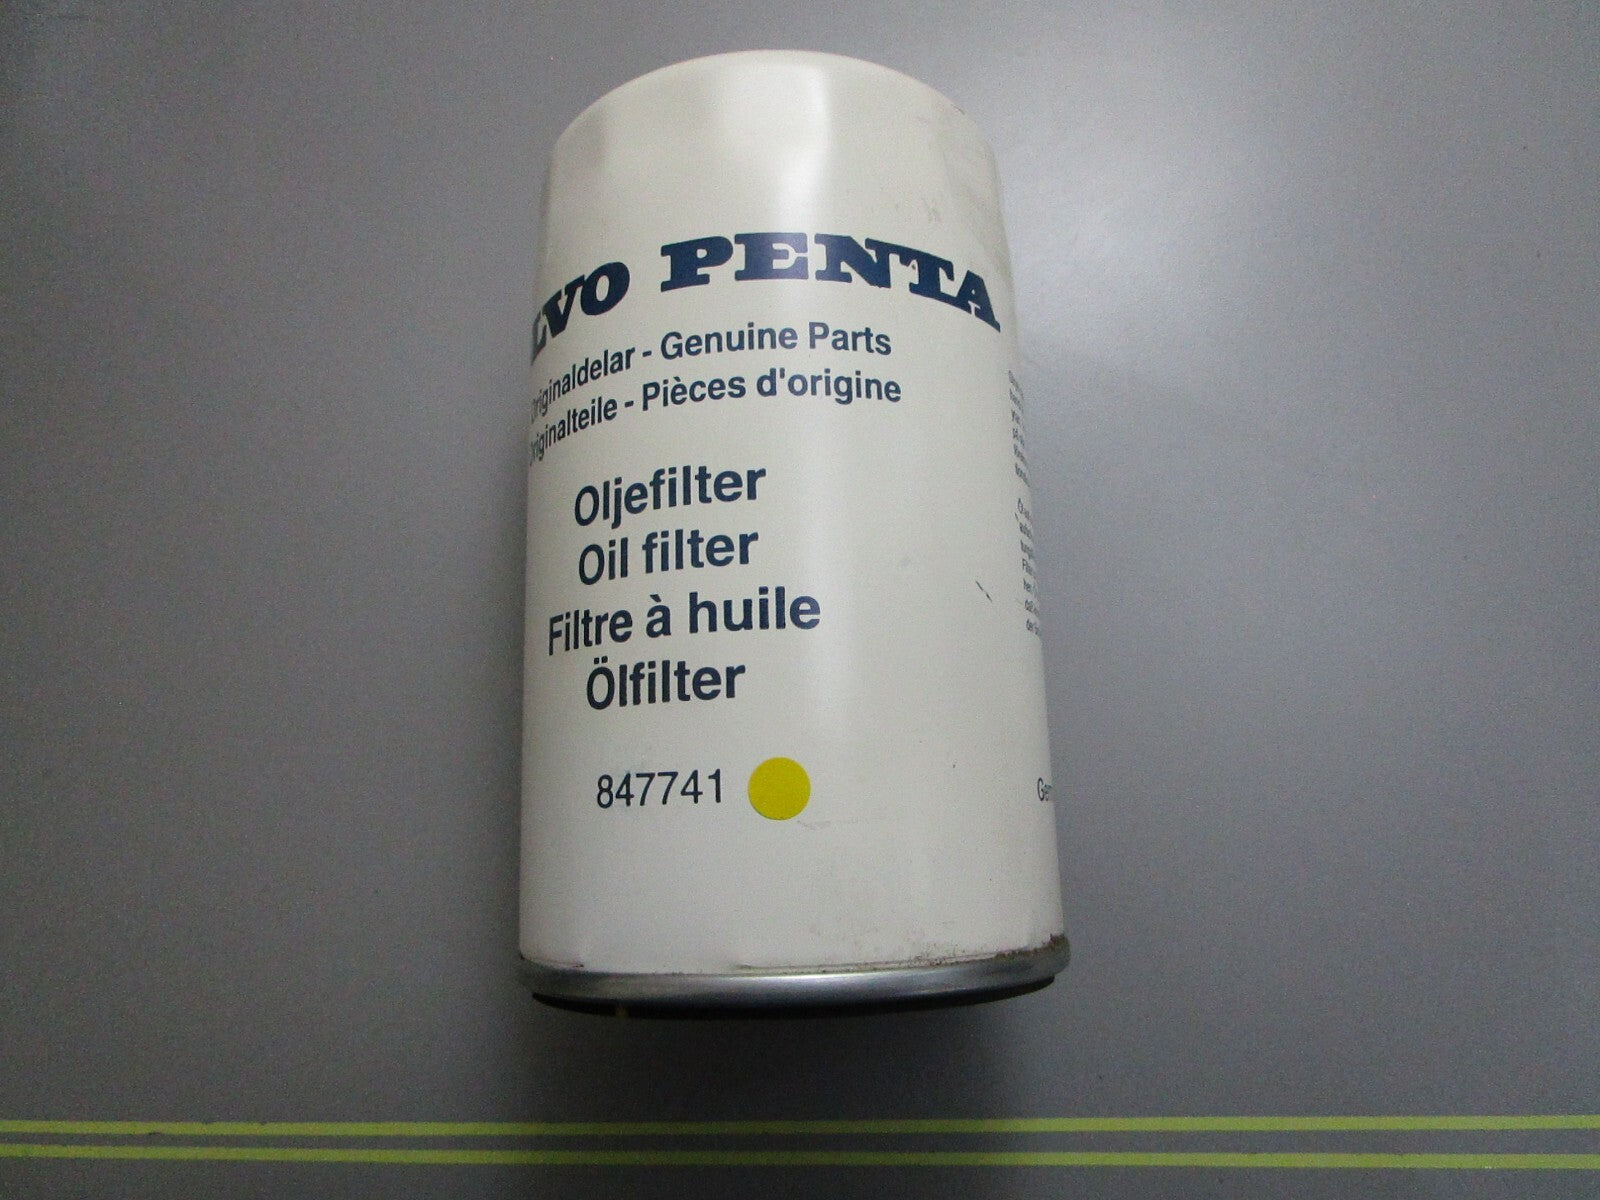 LVO PENTA
Originaldelar - Genuine Parts
Originalteile - Pièces d'origine
Oljefilter
Oil filter
Filtre à huile
Ölfilter
847741